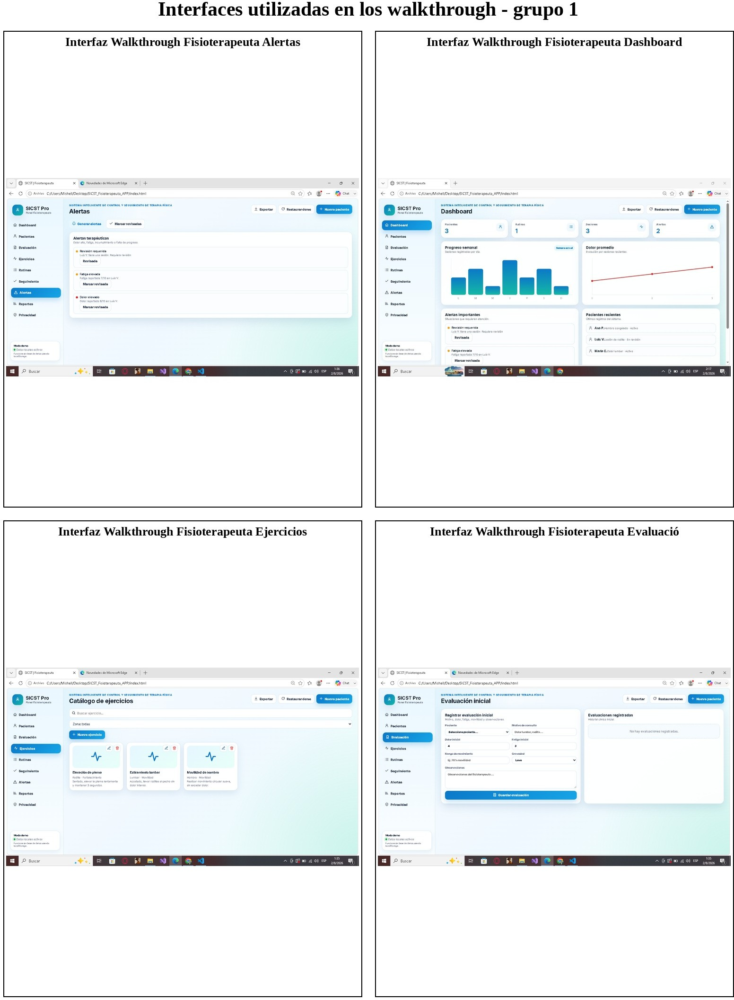 Interfaces utilizadas en los walkthrough - grupo 1
Interfaz Walkthrough Fisioterapeuta Alertas
SICST | Fisioterapeuta
Novedades de Microsoft Edge
Archivo C:/Users/Mishell/Desktop/SICST_Fisioterapeuta_APP/index.html
Chat
SICST Pro
Panel fisioterapeuta
Dashboard
Pacientes
Evaluación
Ejercicios
Rutinas
Seguimiento
Alertas
Reportes
Privacidad
Modo demo
Datos locales activos
Funciona sin base de datos usando
localStorage.
SISTEMA INTELIGENTE DE CONTROL Y SEGUIMIENTO DE TERAPIA FÍSICA
Alertas
Exportar
Restaurar demo
Nuevo paciente
Generar alertas
Marcar revisadas
Alertas terapéuticas
Dolor alto, fatiga, incumplimiento o falta de progreso.
Revisión requerida
Luis V. tiene una sesión: Requiere revisión
Revisada
Fatiga elevada
Fatiga reportada 7/10 en Luis V.
Marcar revisada
Dolor elevado
Dolor reportado 8/10 en Luis V.
Marcar revisada
Buscar
ESP
1:36
2/8/2026
Interfaz Walkthrough Fisioterapeuta Dashboard
SICST | Fisioterapeuta
Archivo C:/Users/Mishell/Desktop/SICST_Fisioterapeuta_APP/index.html
Chat
SICST Pro
Panel fisioterapeuta
Dashboard
Pacientes
Evaluación
Ejercicios
Rutinas
Seguimiento
Alertas
Reportes
Privacidad
Modo demo
Datos locales activos
Funciona sin base de datos usando
localStorage.
SISTEMA INTELIGENTE DE CONTROL Y SEGUIMIENTO DE TERAPIA FÍSICA
Dashboard
Exportar
Restaurar demo
Nuevo paciente
Pacientes
3
Rutinas
1
Sesiones
3
Alertas
2
Progreso semanal
Sesiones registradas por día.
Semana actual
L M M J V S D
Dolor promedio
Evolución por sesiones recientes.
2 3
Alertas importantes
Situaciones que requieren atención.
Revisión requerida
Luis V. tiene una sesión: Requiere revisión
Revisada
Fatiga elevada
Fatiga reportada 7/10 en Luis V.
Marcar revisada
Pacientes recientes
Últimos registros del sistema.
Ana P. Hombro congelado · Activo
Luis V. Lesión de rodilla · En revisión
María C. Dolor lumbar · Activo
Buscar
ESP
2:17
2/8/2026
Interfaz Walkthrough Fisioterapeuta Ejercicios
SICST | Fisioterapeuta
Novedades de Microsoft Edge
Archivo C:/Users/Mishell/Desktop/SICST_Fisioterapeuta_APP/index.html
Chat
SICST Pro
Panel fisioterapeuta
Dashboard
Pacientes
Evaluación
Ejercicios
Rutinas
Seguimiento
Alertas
Reportes
Privacidad
Modo demo
Datos locales activos
Funciona sin base de datos usando
localStorage.
SISTEMA INTELIGENTE DE CONTROL Y SEGUIMIENTO DE TERAPIA FÍSICA
Catálogo de ejercicios
Exportar
Restaurar demo
Nuevo paciente
Buscar ejercicio...
Zona: todas
Nuevo ejercicio
Elevación de pierna
Rodilla · Fortalecimiento
Sentado, elevar la pierna lentamente
y mantener 3 segundos.
Estiramiento lumbar
Lumbar · Movilidad
Acostado, llevar rodillas al pecho sin
dolor intenso.
Movilidad de hombro
Hombro · Movilidad
Realizar movimiento circular suave,
sin exceder dolor.
Buscar
ESP
1:35
2/8/2026
Interfaz Walkthrough Fisioterapeuta Evaluació
SICST | Fisioterapeuta
Novedades de Microsoft Edge
Archivo C:/Users/Mishell/Desktop/SICST_Fisioterapeuta_APP/index.html
Chat
SICST Pro
Panel fisioterapeuta
Dashboard
Pacientes
Evaluación
Ejercicios
Rutinas
Seguimiento
Alertas
Reportes
Privacidad
Modo demo
Datos locales activos
Funciona sin base de datos usando
localStorage.
SISTEMA INTELIGENTE DE CONTROL Y SEGUIMIENTO DE TERAPIA FÍSICA
Evaluación inicial
Exportar
Restaurar demo
Nuevo paciente
Registrar evaluación inicial
Motivo, dolor, fatiga, movilidad y observaciones.
Paciente
Seleccione paciente...
Motivo de consulta
Dolor lumbar, rodilla...
Dolor inicial
4
Fatiga inicial
3
Rango de movimiento
Ej. 70% movilidad
Gravedad
Leve
Observaciones
Observaciones del fisioterapeuta...
Guardar evaluación
Evaluaciones registradas
Historial clínico inicial.
No hay evaluaciones registradas.
Buscar
ESP
1:35
2/8/2026